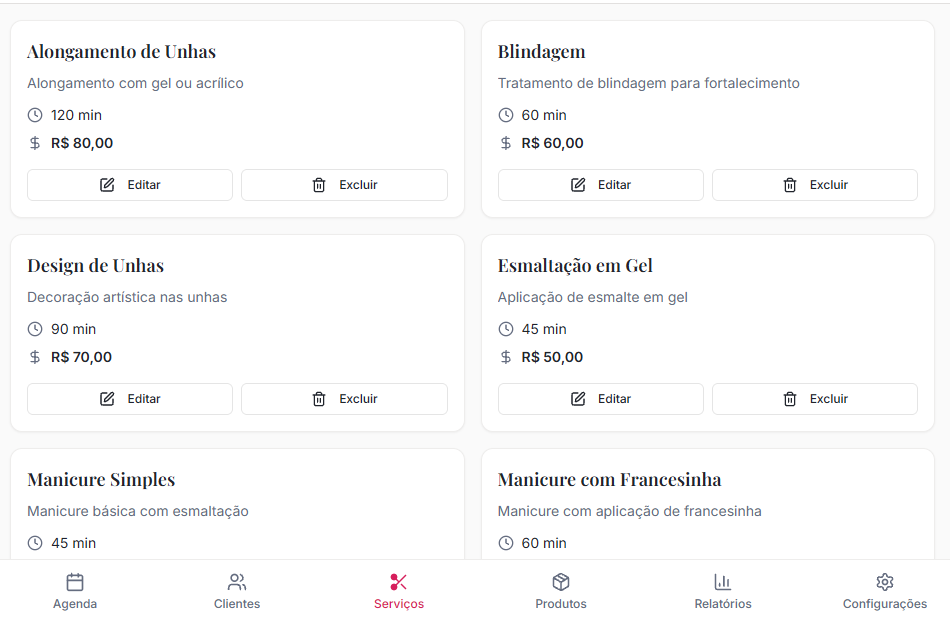 Alongamento de Unhas
Alongamento com gel ou acrílico
120 min
$ R$ 80,00
Editar
Excluir
Blindagem
Tratamento de blindagem para fortalecimento
60 min
$ R$ 60,00
Editar
Excluir
Design de Unhas
Decoração artística nas unhas
90 min
$ R$ 70,00
Editar
Excluir
Esmaltação em Gel
Aplicação de esmalte em gel
45 min
$ R$ 50,00
Editar
Excluir
Manicure Simples
Manicure básica com esmaltação
45 min
Manicure com Francesinha
Manicure com aplicação de francesinha
60 min
Agenda
Clientes
Serviços
Produtos
Relatórios
Configurações